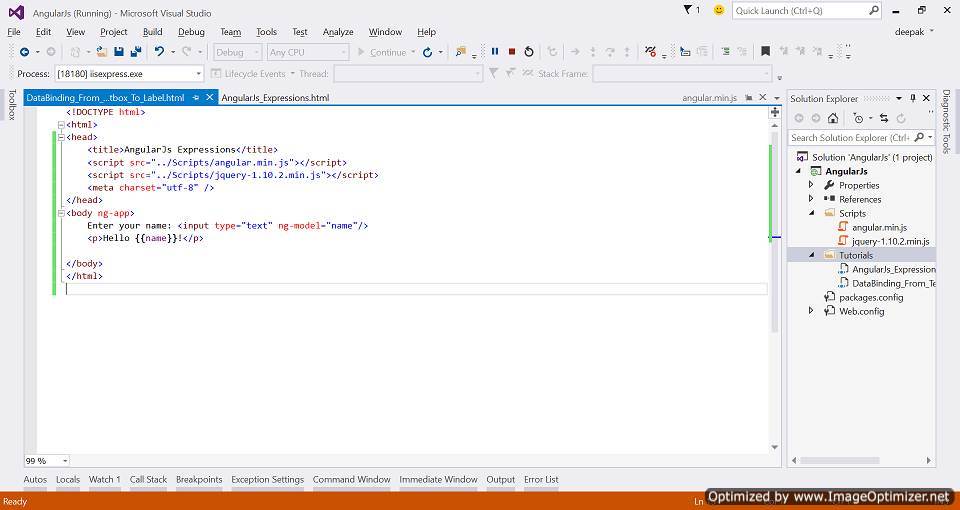 AngularJs (Running) - Microsoft Visual Studio
1
Quick Launch (Ctrl+Q)
File Edit View Project Build Debug Team Tools Test Analyze Window Help
deepak
Debug Any CPU Continue
Process: [18180] iisexpress.exe Lifecycle Events Thread: Stack Frame:
Toolbox
DataBinding_From_...tbox_To_Label.html AngularJs_Expressions.html angular.min.js
<!DOCTYPE html>
<html>
<head>
<title>AngularJs Expressions</title>
<script src="../Scripts/angular.min.js"></script>
<script src="../Scripts/jquery-1.10.2.min.js"></script>
<meta charset="utf-8" />
</head>
<body ng-app>
Enter your name: <input type="text" ng-model="name"/>
<p>Hello {{name}}!</p>
</body>
</html>
99 %
Solution Explorer
Search Solution Explorer (Ctrl+
Solution 'AngularJs' (1 project)
AngularJs
Properties
References
Scripts
angular.min.js
jquery-1.10.2.min.js
Tutorials
AngularJs_Expression
DataBinding_From_Te
packages.config
Web.config
Diagnostic Tools
Autos Locals Watch 1 Call Stack Breakpoints Exception Settings Command Window Immediate Window Output Error List
Ready
Ln
Optimized by www.ImageOptimizer.net